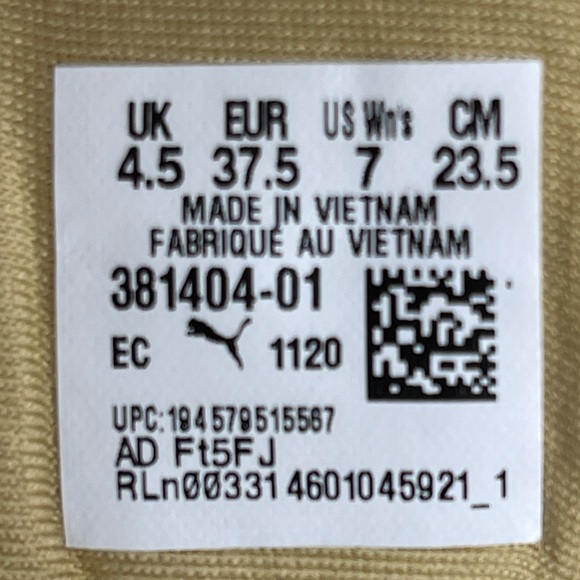 UK EUR US Wn's CM
4.5 37.5 7 23.5
MADE IN VIETNAM
FABRIQUE AU VIETNAM
381404-01
EC 1120
UPC:194579515567
AD Ft5FJ
RLn00331 4601045921_1